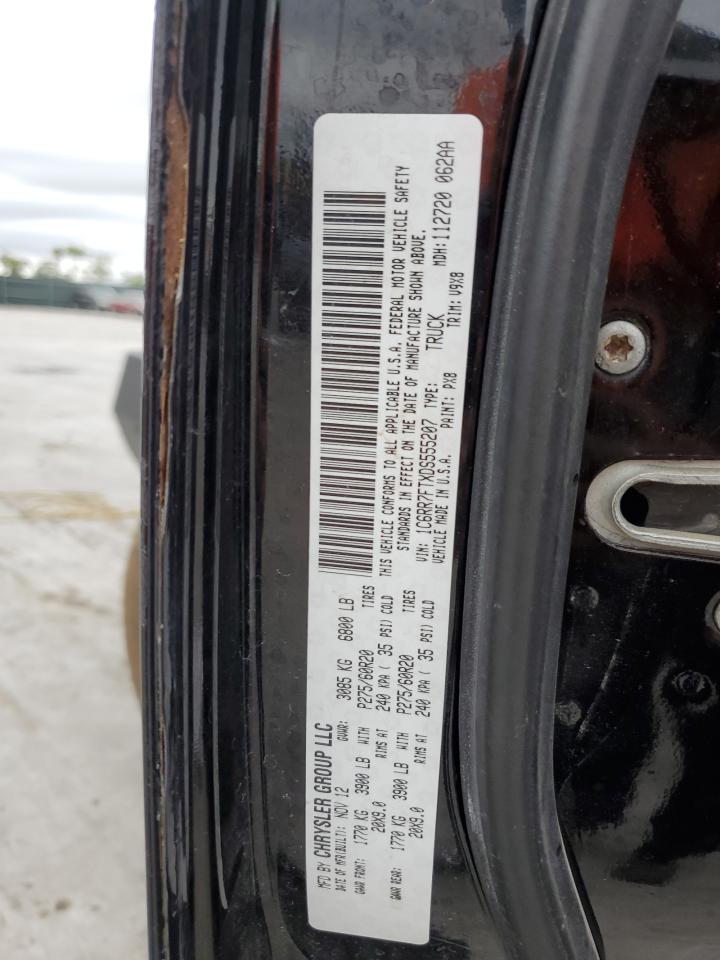 MFD BY CHRYSLER GROUP LLC
DATE OF MFR(BUILT): NOV 12 GVWR: 3085 KG 6800 LB
GAWR FRONT: 1770 KG 3900 LB WITH P275/60R20 TIRES
20X9.0 RIMS AT 240 KPA ( 35 PSI) COLD
GAWR REAR: 1770 KG 3900 LB WITH P275/60R20 TIRES
20X9.0 RIMS AT 240 KPA ( 35 PSI) COLD
THIS VEHICLE CONFORMS TO ALL APPLICABLE U.S.A. FEDERAL MOTOR VEHICLE SAFETY
STANDARDS IN EFFECT ON THE DATE OF MANUFACTURE SHOWN ABOVE.
VIN: 1C6RR7FTXDS555207 TYPE: TRUCK MDH: 112720 062AA
VEHICLE MADE IN U.S.A. PAINT: PX8 TRIM: V9X8